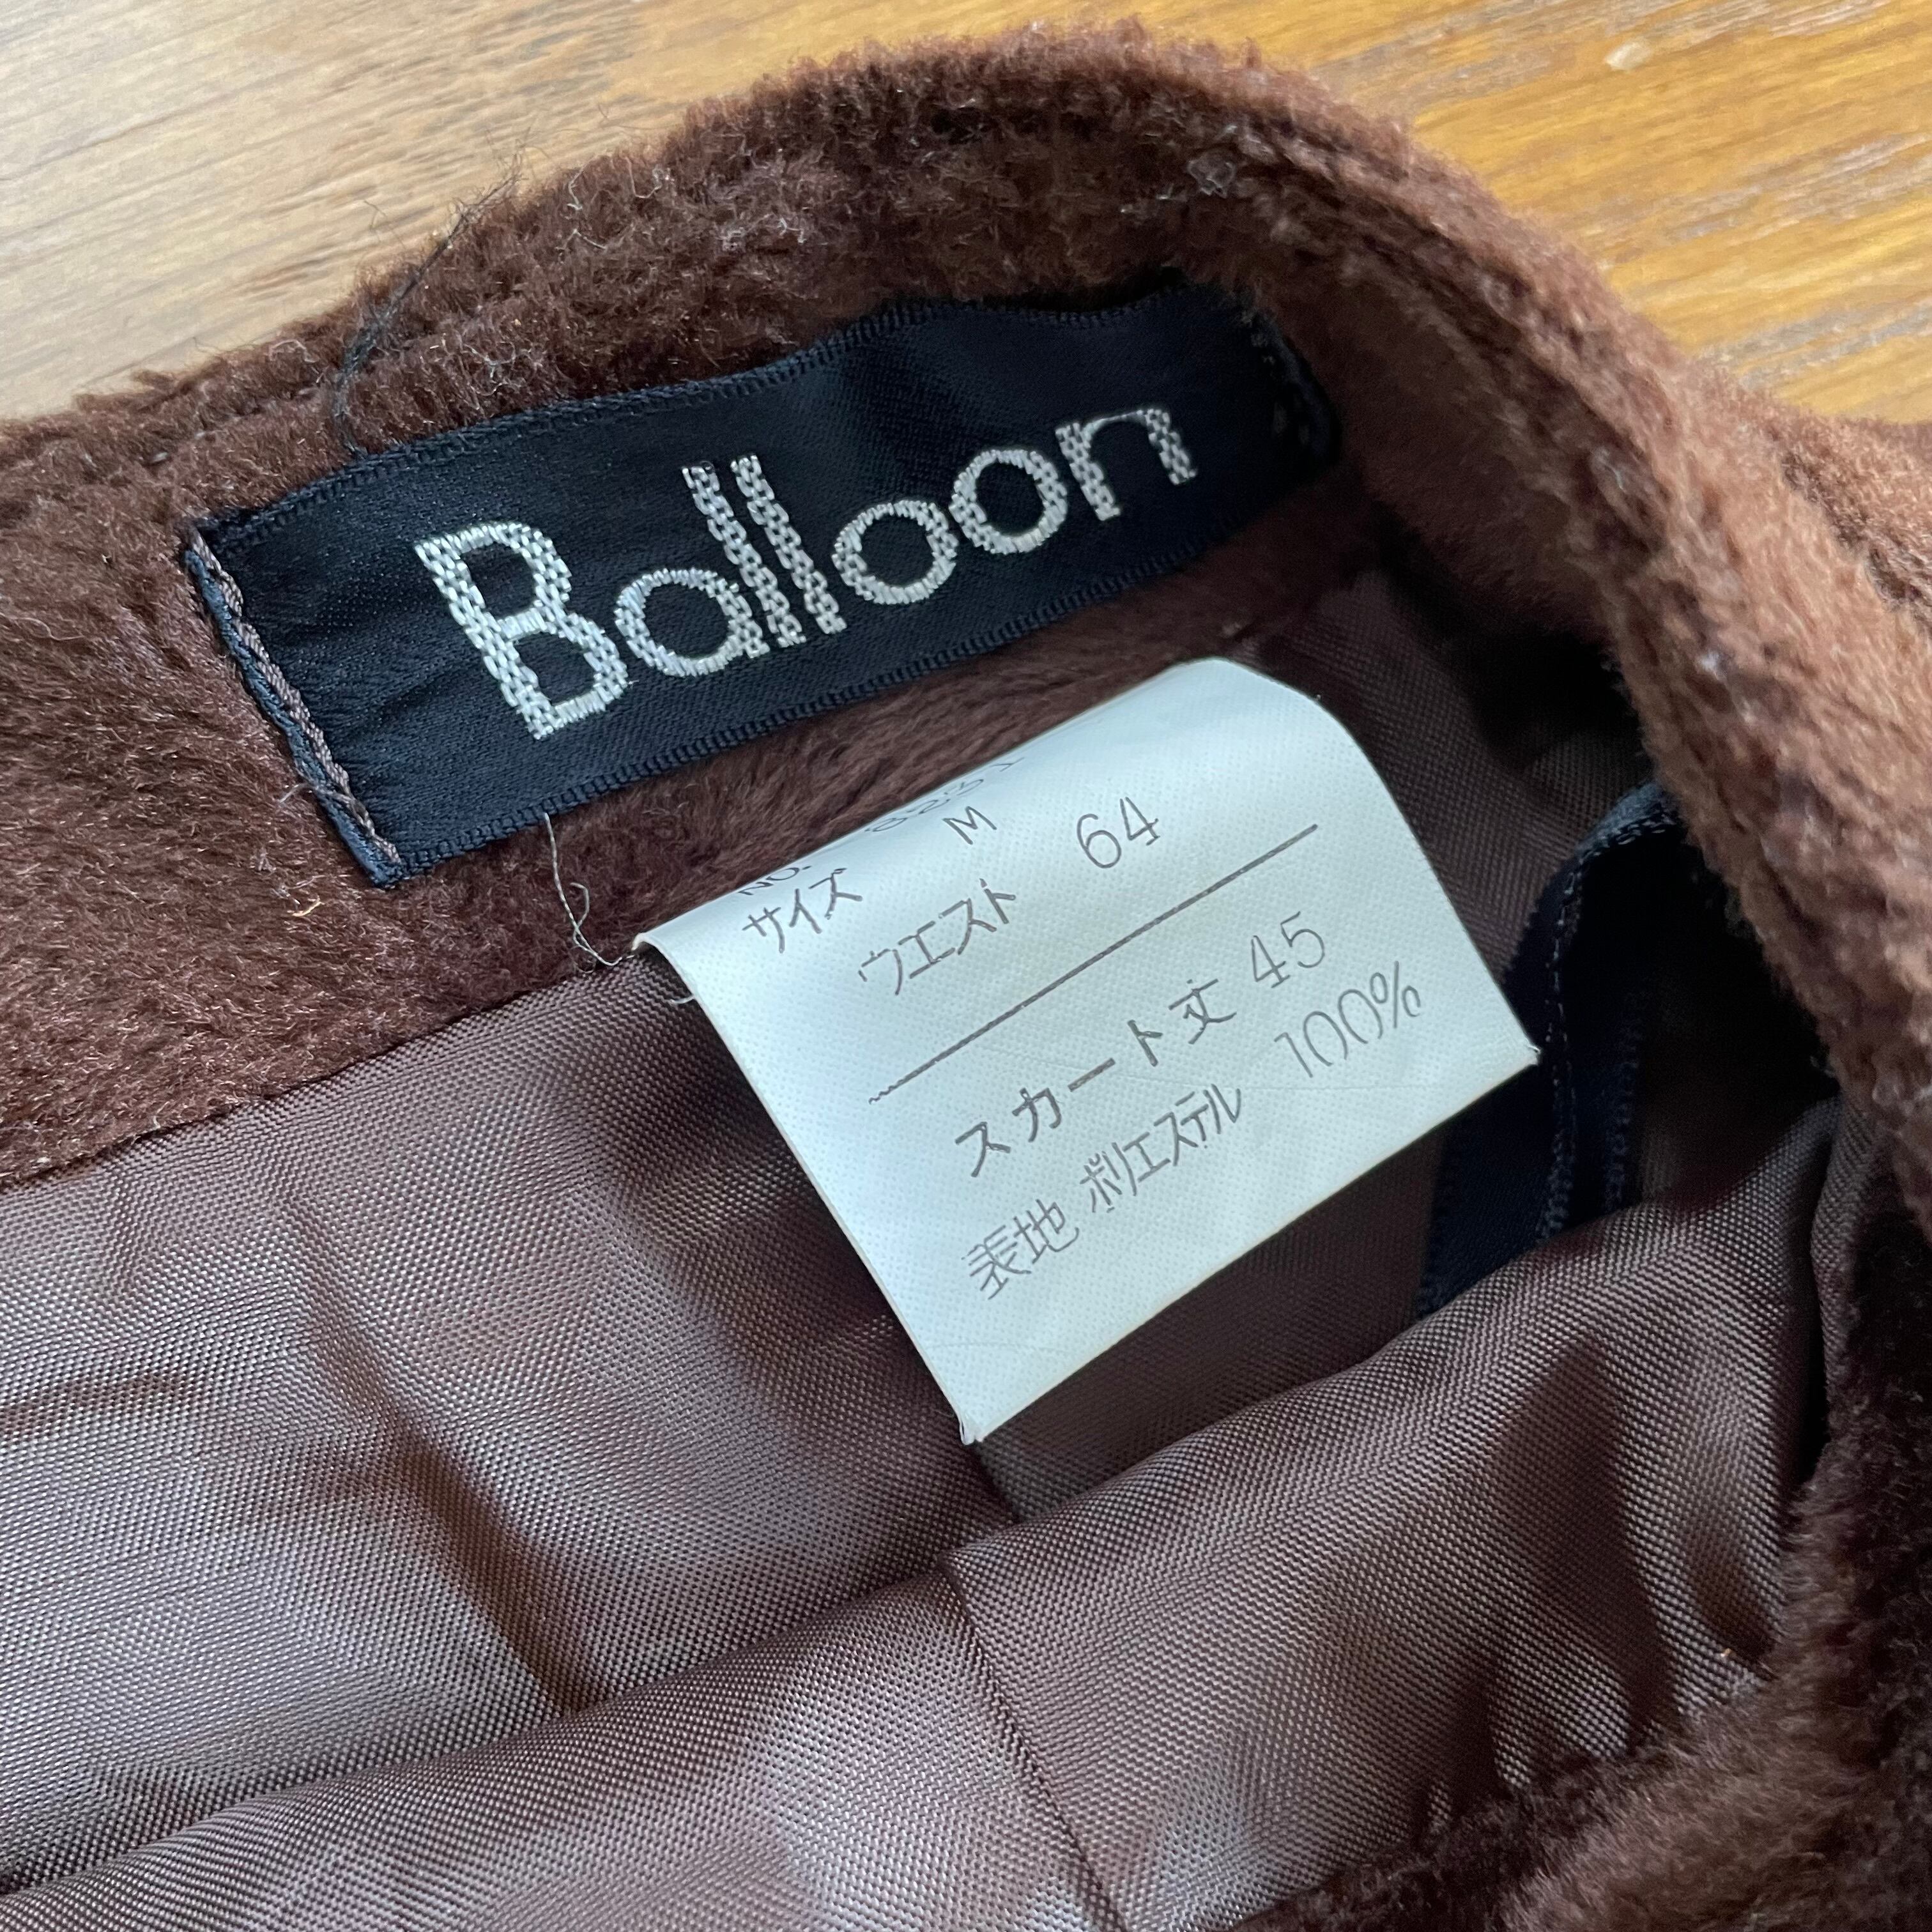 Balloon
NO.
サイズ M
ウエスト 64
スカート丈 45
表地 ポリエステル 100%